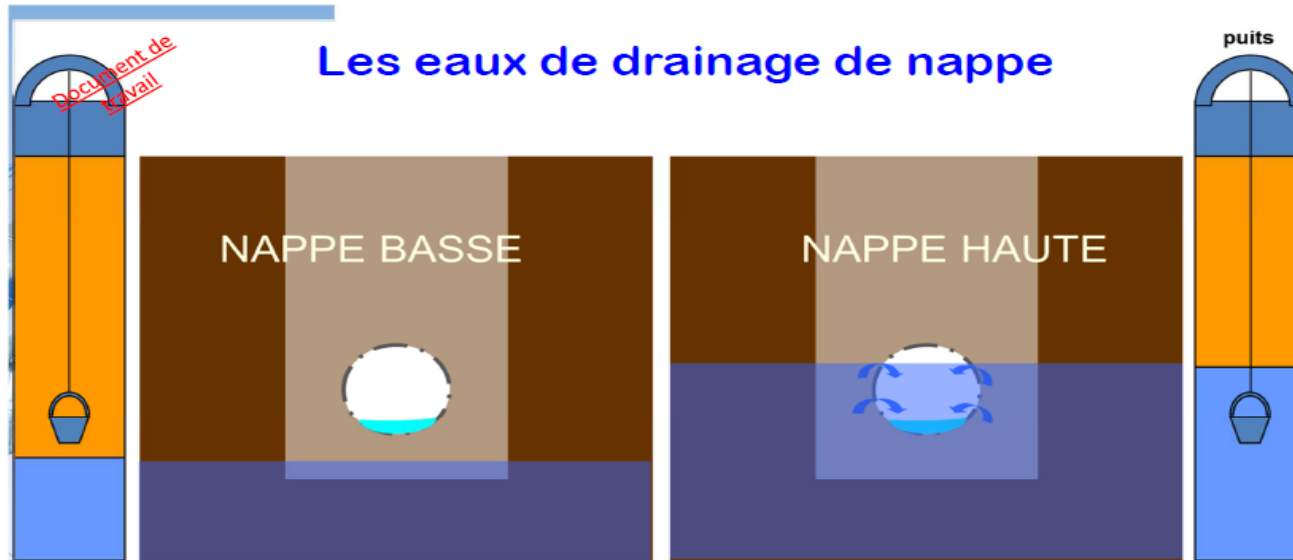 Document de
travail
Les eaux de drainage de nappe
puits
NAPPE BASSE
NAPPE HAUTE